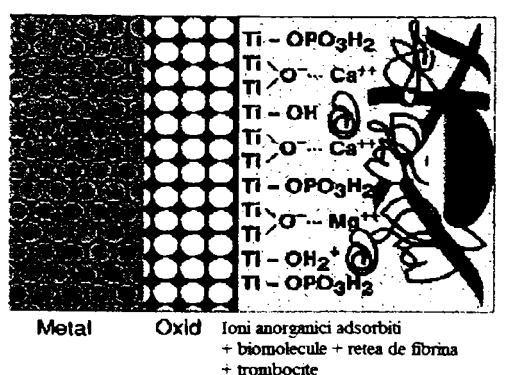 Ti – OPO₃H₂
Ti
Ti O⁻··· Ca⁺⁺
Ti – OH
Ti
Ti O⁻··· Ca⁺⁺
Ti – OPO₃H₂
Ti
Ti O⁻··· Mg⁺⁺
Ti – OH₂⁺
Ti – OPO₃H₂
Metal Oxid Ioni anorganici adsorbiti
+ biomolecule + retea de fibrina
+ trombocite